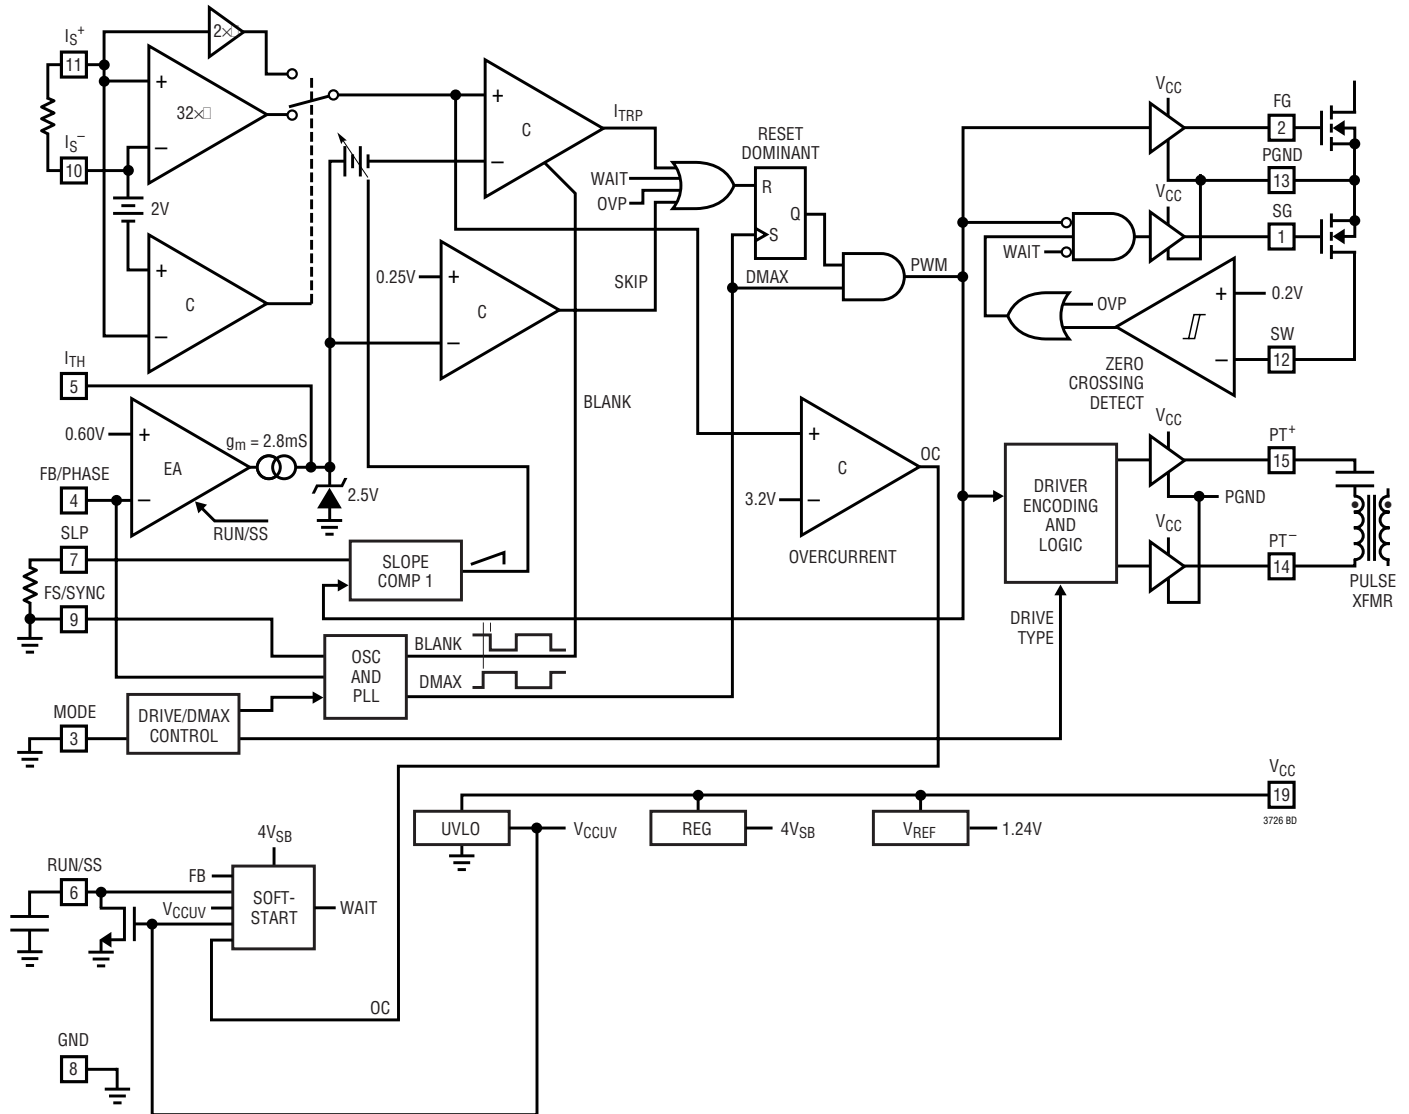 IS+
11
2×
+
32×
−
IS−
10
2V
+
C
−
ITH
5
0.60V
+
EA
−
gm = 2.8mS
FB/PHASE
4
2.5V
RUN/SS
SLP
7
SLOPE
COMP 1
FS/SYNC
9
OSC
AND
PLL
BLANK
DMAX
MODE
3
DRIVE/DMAX
CONTROL
+
C
−
ITRP
WAIT
OVP
0.25V
+
C
−
SKIP
BLANK
RESET
DOMINANT
R
Q
S
DMAX
PWM
+
C
3.2V
−
OC
OVERCURRENT
VCC
FG
2
PGND
13
VCC
SG
1
WAIT
OVP
+
0.2V
SW
−
12
ZERO
CROSSING
DETECT
DRIVER
ENCODING
AND
LOGIC
DRIVE
TYPE
VCC
PT+
15
PGND
VCC
PT−
14
PULSE
XFMR
VCC
19
3726 BD
UVLO
VCCUV
REG
4VSB
VREF
1.24V
4VSB
RUN/SS
6
FB
VCCUV
SOFT-
START
WAIT
OC
GND
8